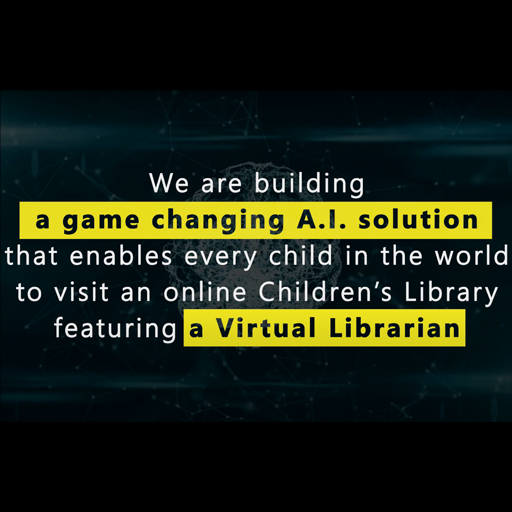 We are building
a game changing A.I. solution
that enables every child in the world
to visit an online Children’s Library
featuring a Virtual Librarian